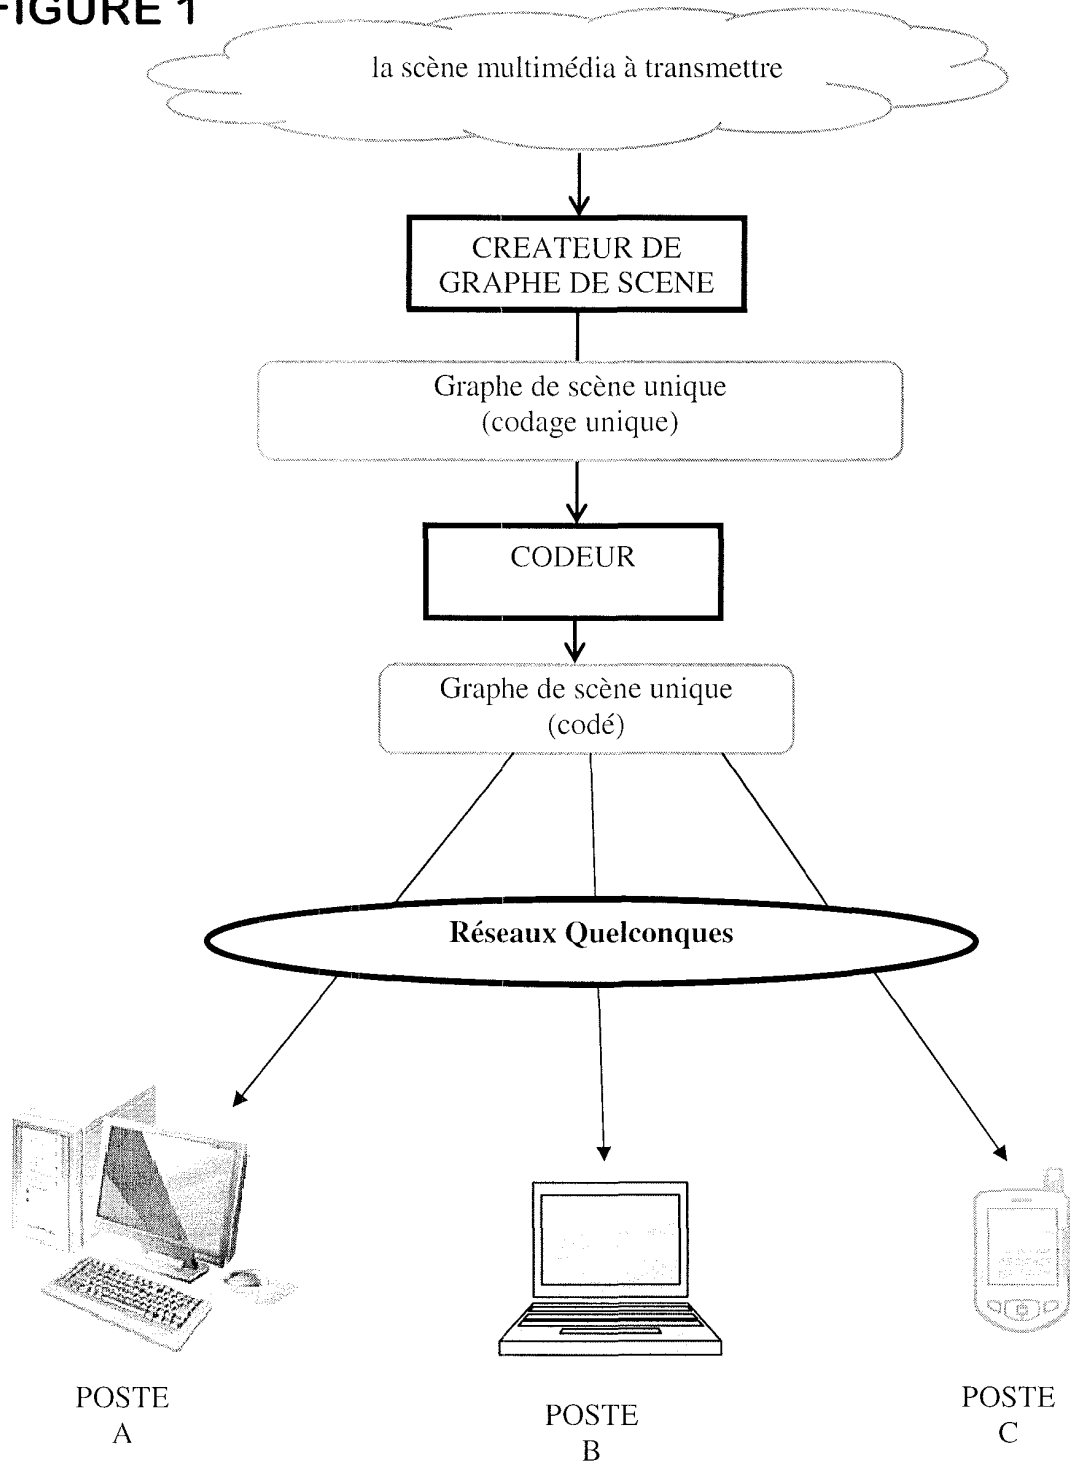 FIGURE 1
la scène multimédia à transmettre
CREATEUR DE
GRAPHE DE SCENE
Graphe de scène unique
(codage unique)
CODEUR
Graphe de scène unique
(codé)
Réseaux Quelconques
POSTE
A
POSTE
B
POSTE
C